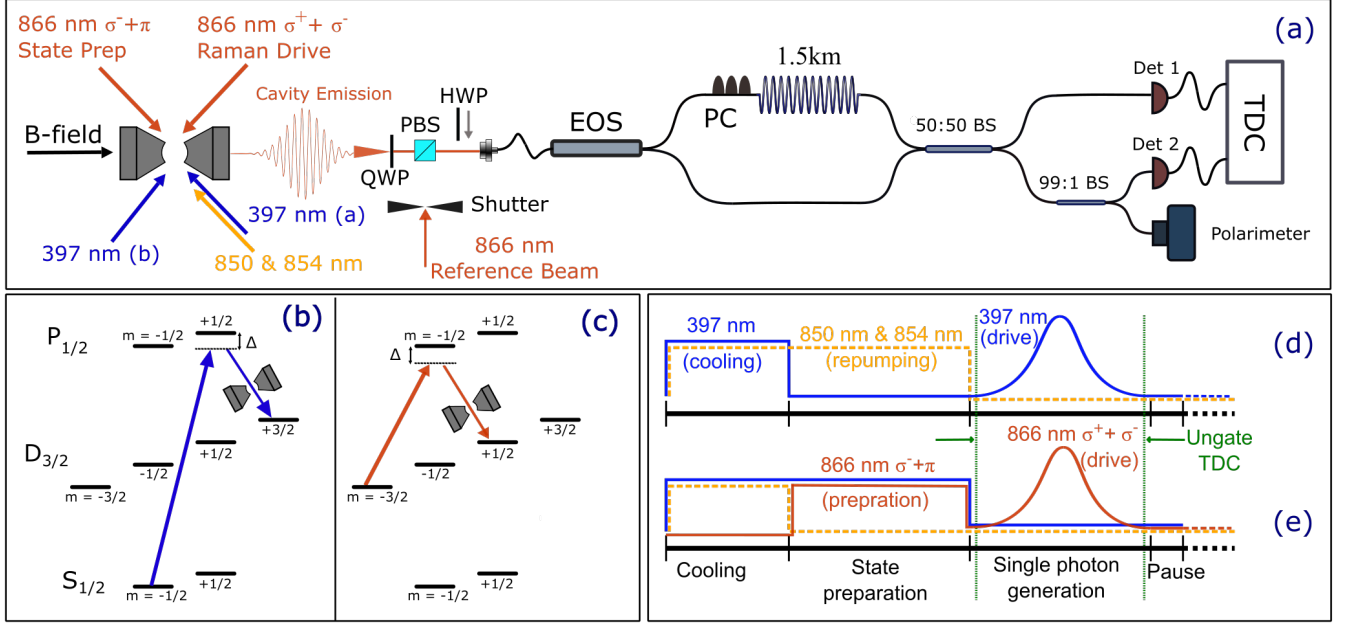 (a)
866 nm σ⁻+π
State Prep
866 nm σ⁺+ σ⁻
Raman Drive
B-field
Cavity Emission
HWP
PBS
QWP
Shutter
866 nm
Reference Beam
397 nm (a)
397 nm (b)
850 & 854 nm
EOS
PC
1.5km
50:50 BS
99:1 BS
Det 1
Det 2
TDC
Polarimeter
(b)
P1/2
m = -1/2
+1/2
Δ
+3/2
D3/2
+1/2
-1/2
m = -3/2
S1/2
m = -1/2
+1/2
(c)
+1/2
m = -1/2
Δ
+3/2
+1/2
-1/2
m = -3/2
m = -1/2
+1/2
(d)
397 nm
(cooling)
850 nm & 854 nm
(repumping)
397 nm
(drive)
866 nm σ⁺+ σ⁻
(drive)
Ungate
TDC
866 nm σ⁻+π
(prepration)
(e)
Cooling
State
preparation
Single photon
generation
Pause